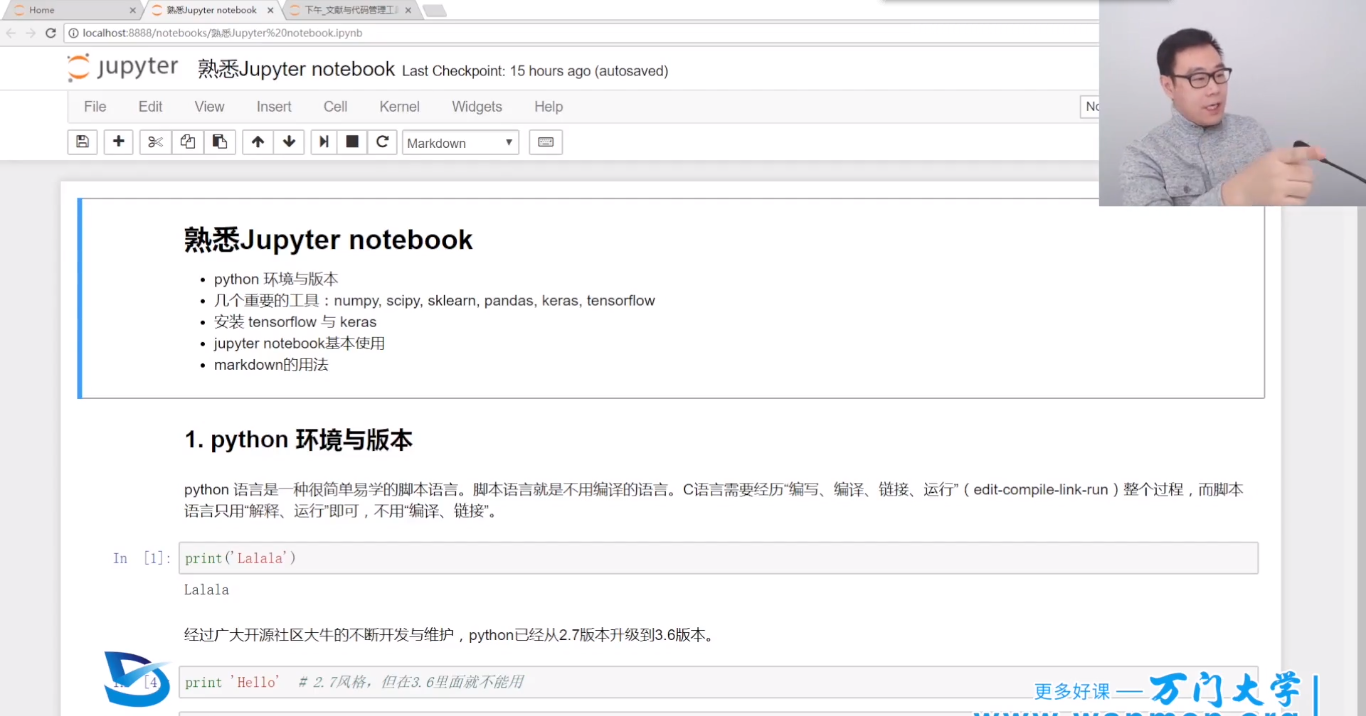 Home
熟悉Jupyter notebook
下午_文献与代码管理工
localhost:8888/notebooks/熟悉Jupyter%20notebook.ipynb
jupyter 熟悉Jupyter notebook Last Checkpoint: 15 hours ago (autosaved)
File Edit View Insert Cell Kernel Widgets Help
No
Markdown
熟悉Jupyter notebook
• python 环境与版本
• 几个重要的工具：numpy, scipy, sklearn, pandas, keras, tensorflow
• 安装 tensorflow 与 keras
• jupyter notebook基本使用
• markdown的用法
1. python 环境与版本
python 语言是一种很简单易学的脚本语言。脚本语言就是不用编译的语言。C语言需要经历“编写、编译、链接、运行”（edit-compile-link-run）整个过程，而脚本
语言只用“解释、运行”即可，不用“编译、链接”。
In [1]: print('Lalala')
Lalala
经过广大开源社区大牛的不断开发与维护，python已经从2.7版本升级到3.6版本。
[4 print 'Hello' # 2.7风格，但在3.6里面就不能用
更多好课 — 万门大学
www.wanmen.org